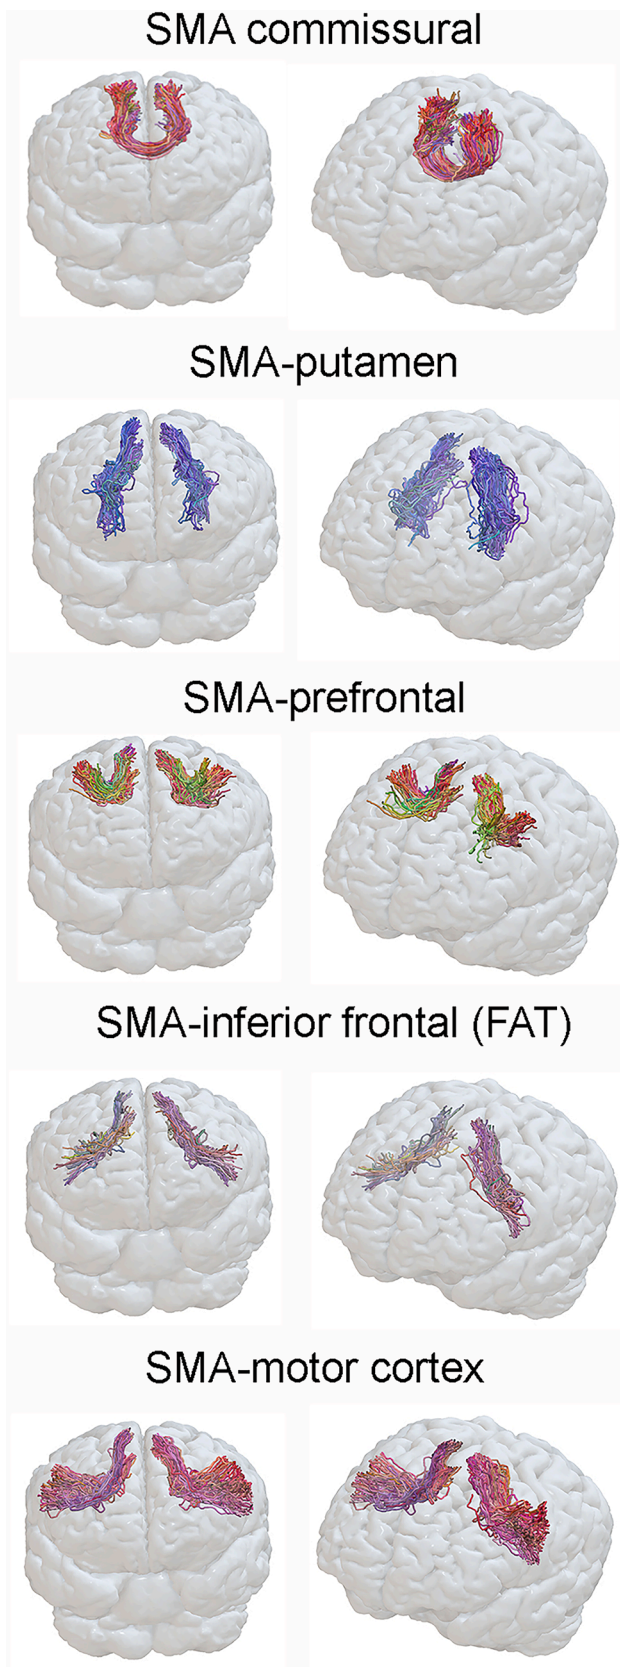 SMA commissural
SMA-putamen
SMA-prefrontal
SMA-inferior frontal (FAT)
SMA-motor cortex